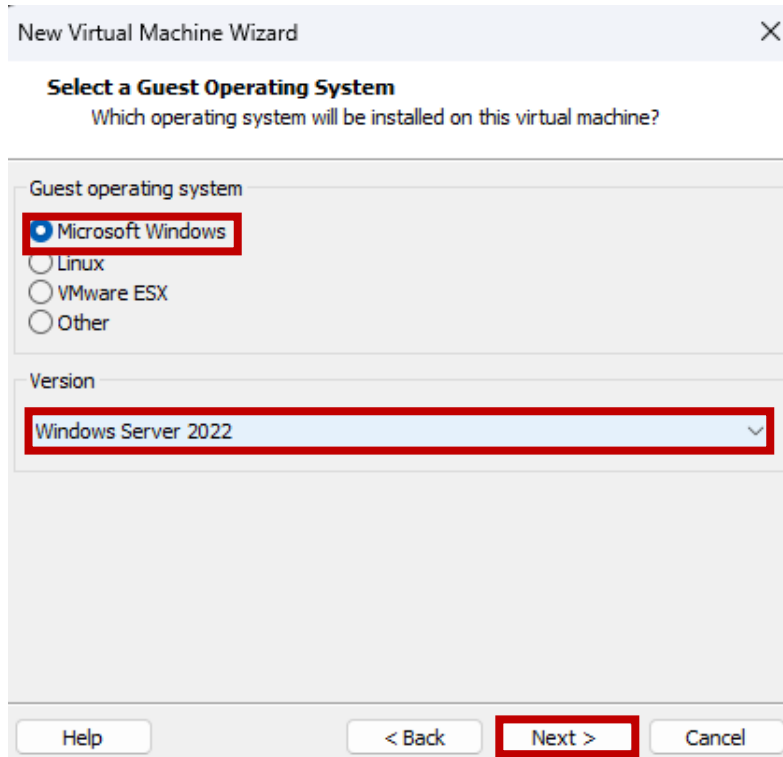 New Virtual Machine Wizard
Select a Guest Operating System
Which operating system will be installed on this virtual machine?
Guest operating system
Microsoft Windows
Linux
VMware ESX
Other
Version
Windows Server 2022
Help < Back Next > Cancel